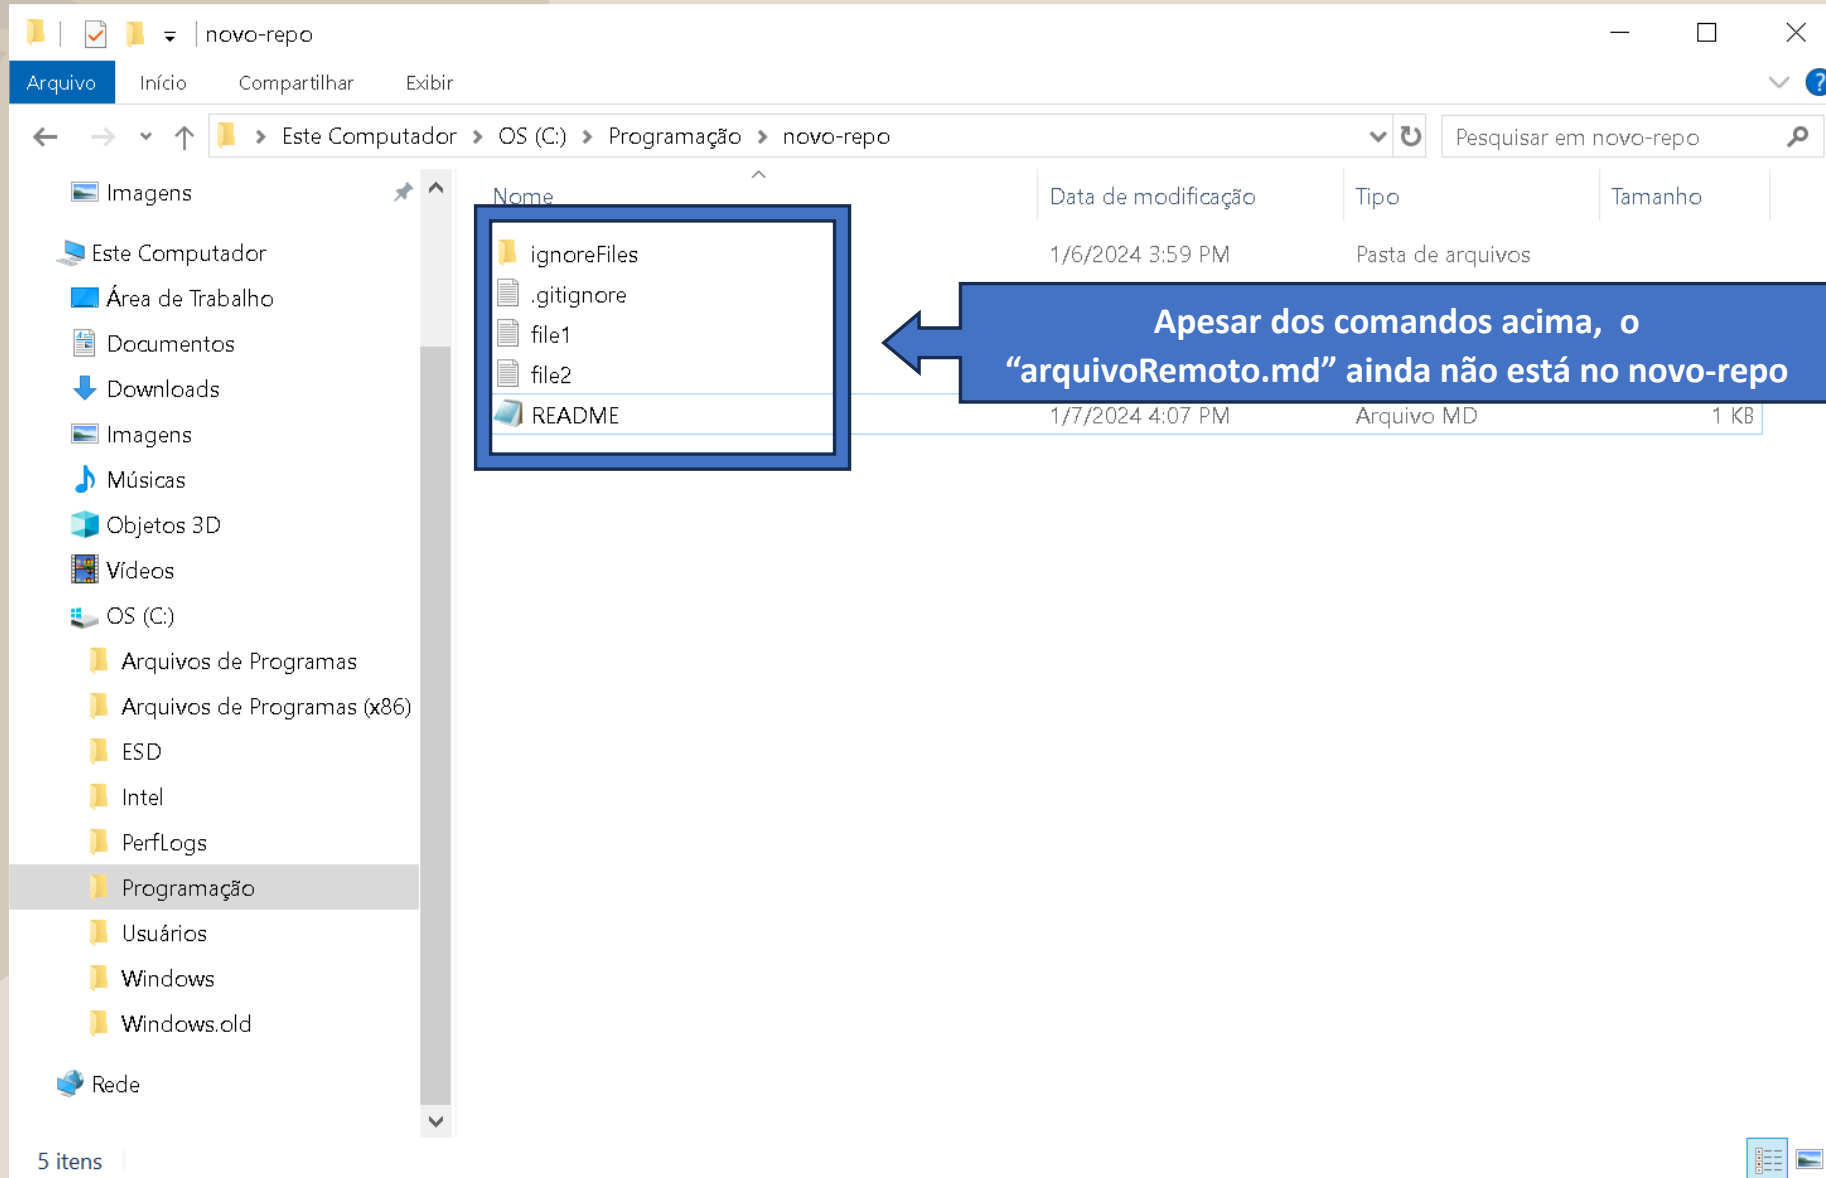 novo-repo
Arquivo Início Compartilhar Exibir
Este Computador > OS (C:) > Programação > novo-repo Pesquisar em novo-repo
Nome Data de modificação Tipo Tamanho
Imagens
Este Computador
Área de Trabalho
Documentos
Downloads
Imagens
Músicas
Objetos 3D
Vídeos
OS (C:)
Arquivos de Programas
Arquivos de Programas (x86)
ESD
Intel
PerfLogs
Programação
Usuários
Windows
Windows.old
Rede
ignoreFiles 1/6/2024 3:59 PM Pasta de arquivos
.gitignore
file1
file2
README 1/7/2024 4:07 PM Arquivo MD 1 KB
Apesar dos comandos acima, o
“arquivoRemoto.md” ainda não está no novo-repo
5 itens